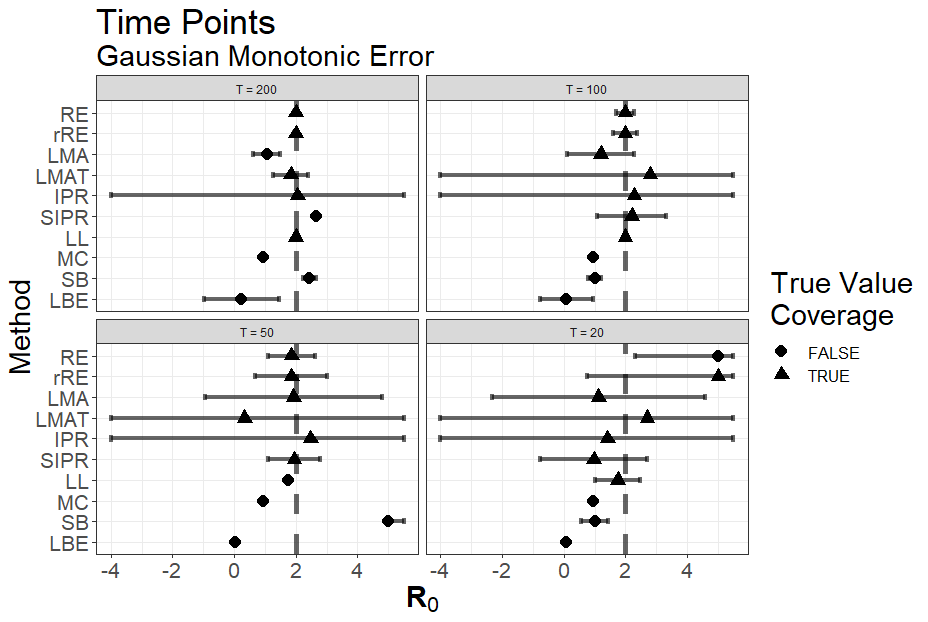 Time Points
Gaussian Monotonic Error
T = 200
T = 100
RE
rRE
LMA
LMAT
IPR
SIPR
LL
MC
SB
LBE
T = 50
T = 20
RE
rRE
LMA
LMAT
IPR
SIPR
LL
MC
SB
LBE
-4 -2 0 2 4
-4 -2 0 2 4
R0
Method
True Value
Coverage
FALSE
TRUE